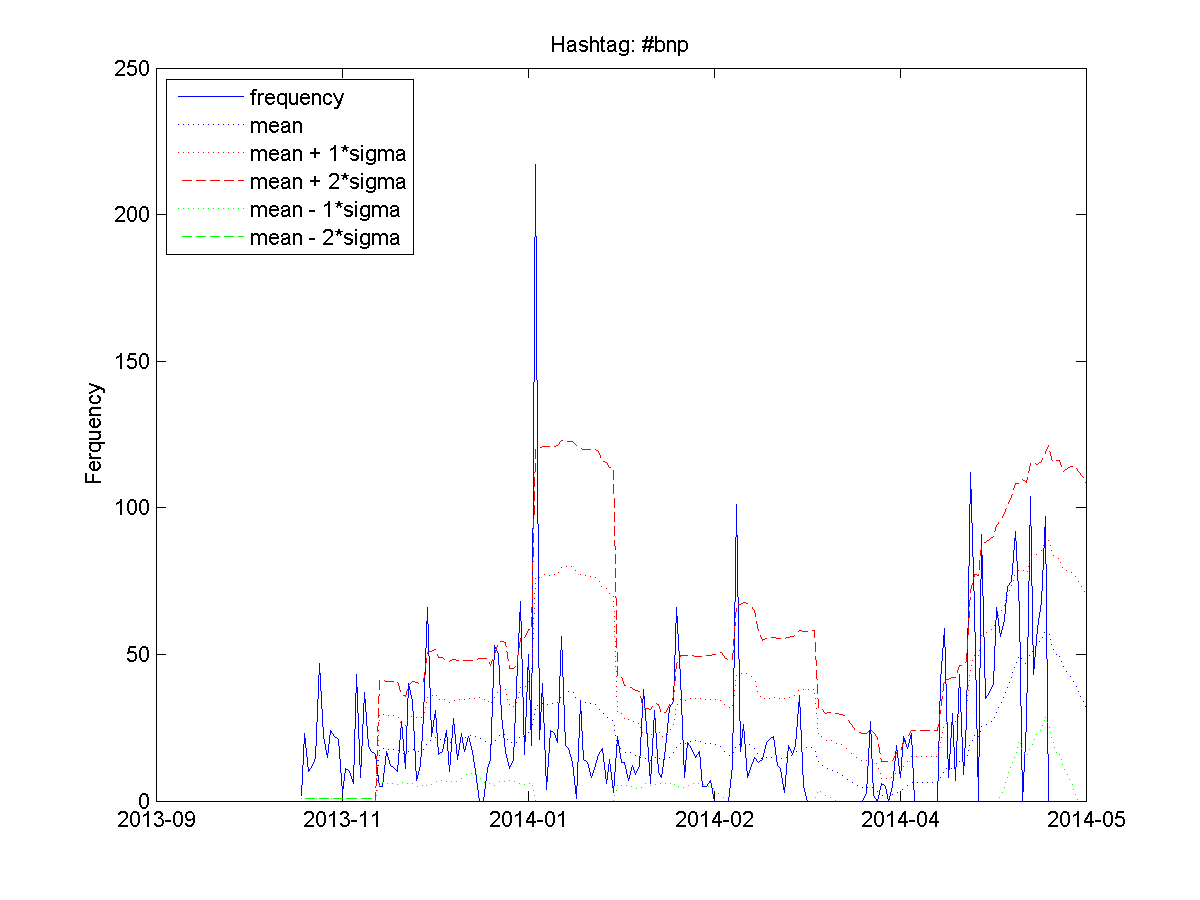 Hashtag: #bnp
250
200
150
100
50
0
Ferquency
frequency
mean
mean + 1*sigma
mean + 2*sigma
mean - 1*sigma
mean - 2*sigma
2013-09 2013-11 2014-01 2014-02 2014-04 2014-05